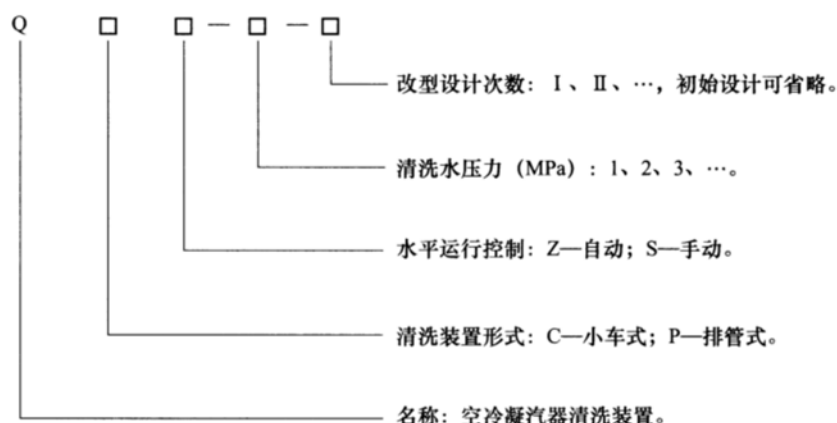 Q □ □ — □ — □
改型设计次数：Ⅰ、Ⅱ、…，初始设计可省略。
清洗水压力（MPa）：1、2、3、…。
水平运行控制：Z—自动；S—手动。
清洗装置形式：C—小车式；P—排管式。
名称：空冷凝汽器清洗装置。